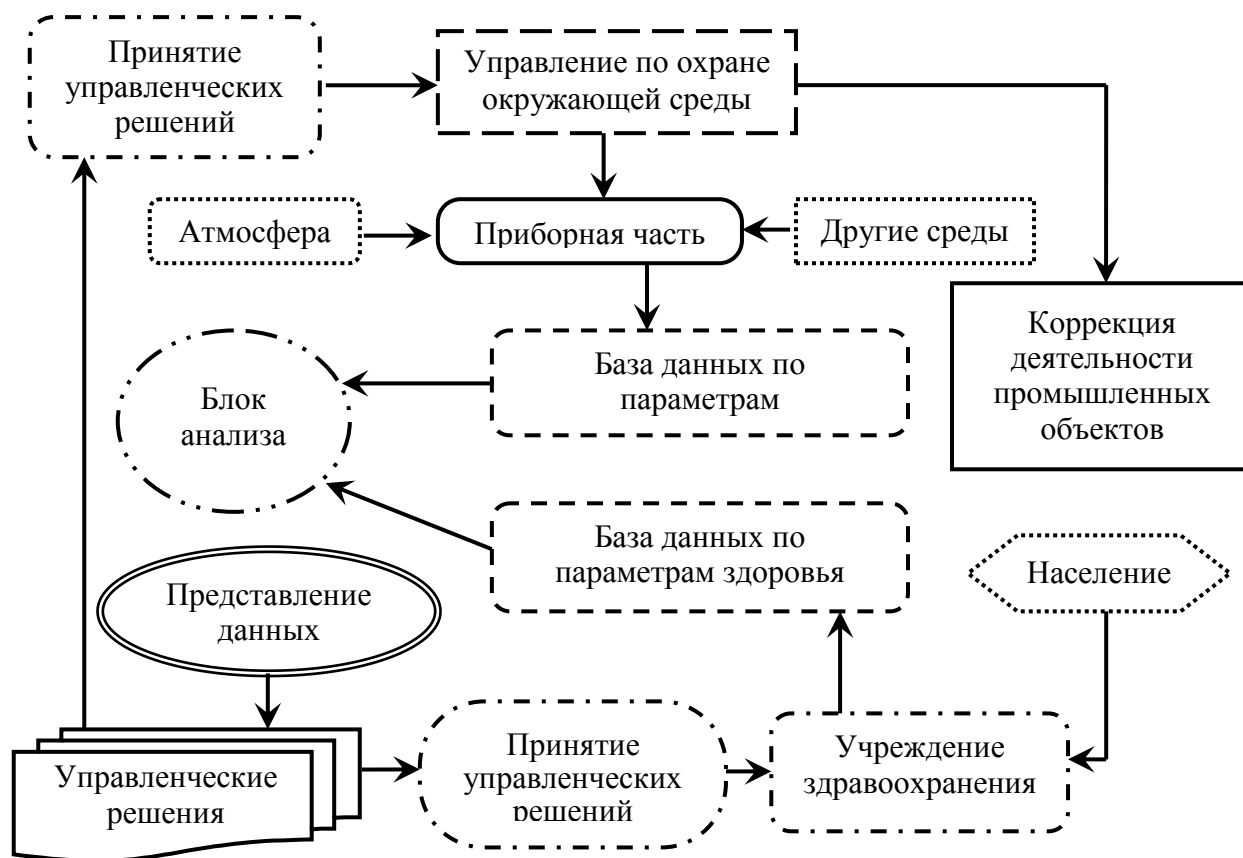 Принятие
управленческих
решений
Управление по охране
окружающей среды
Атмосфера
Приборная часть
Другие среды
Коррекция
деятельности
промышленных
объектов
База данных по
параметрам
Блок
анализа
База данных по
параметрам здоровья
Население
Представление
данных
Управленческие
решения
Принятие
управленческих
решений
Учреждение
здравоохранения